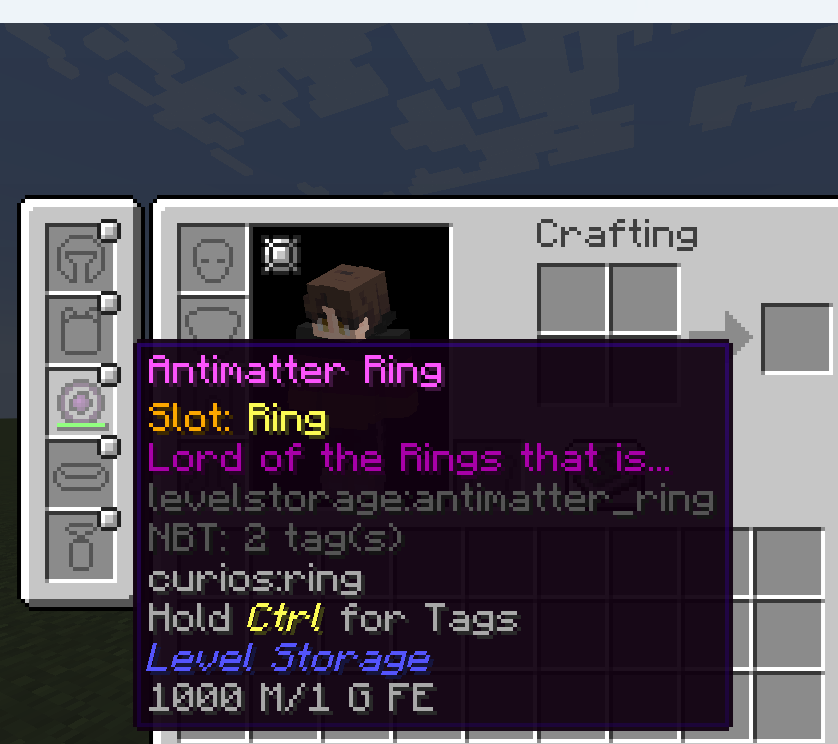 Crafting
Antimatter Ring
Slot: Ring
Lord of the Rings that is...
levelstorage:antimatter_ring
NBT: 2 tag(s)
curios:ring
Hold Ctrl for Tags
Level Storage
1000 M/1 G FE